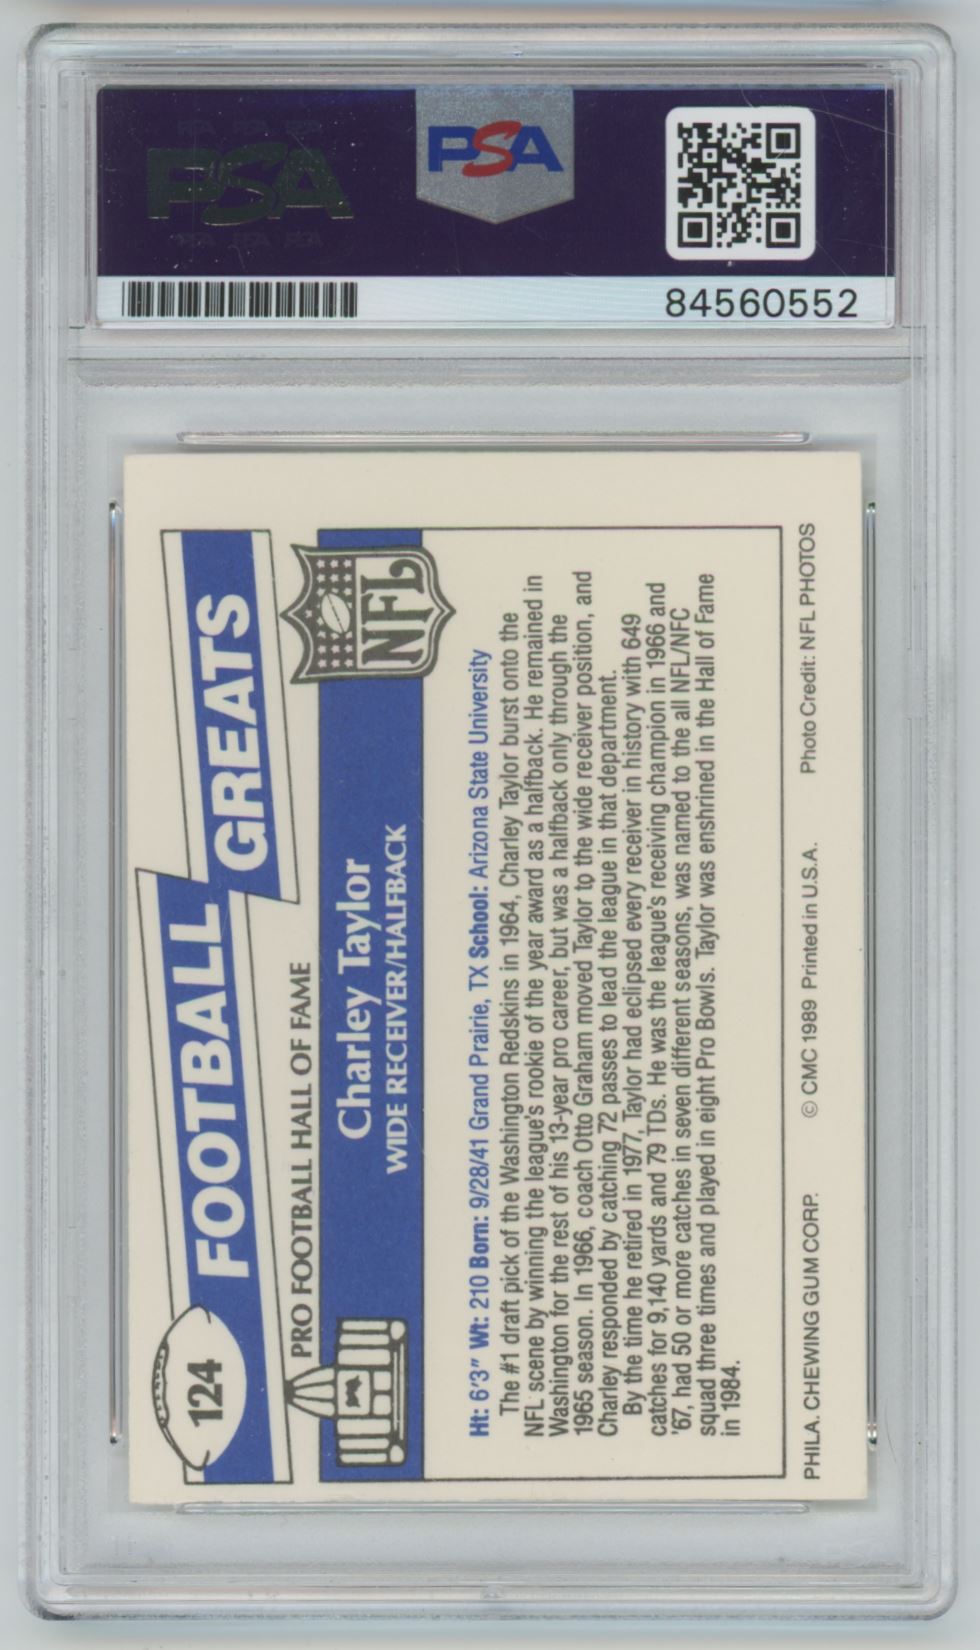 PSA
PSA
84560552
124
FOOTBALL
GREATS
PRO FOOTBALL HALL OF FAME
NFL
Charley Taylor
WIDE RECEIVER/HALFBACK
Ht: 6'3" Wt: 210 Born: 9/28/41 Grand Prairie, TX School: Arizona State University
The #1 draft pick of the Washington Redskins in 1964, Charley Taylor burst onto the
NFL scene by winning the league's rookie of the year award as a halfback. He remained in
Washington for the rest of his 13-year pro career, but was a halfback only through the
1965 season. In 1966, coach Otto Graham moved Taylor to the wide receiver position, and
Charley responded by catching 72 passes to lead the league in that department.
By the time he retired in 1977, Taylor had eclipsed every receiver in history with 649
catches for 9,140 yards and 79 TDs. He was the league's receiving champion in 1966 and
'67, had 50 or more catches in seven different seasons, was named to the all NFL/NFC
squad three times and played in eight Pro Bowls. Taylor was enshrined in the Hall of Fame
in 1984.
PHILA. CHEWING GUM CORP. © CMC 1989 Printed in U.S.A. Photo Credit: NFL PHOTOS